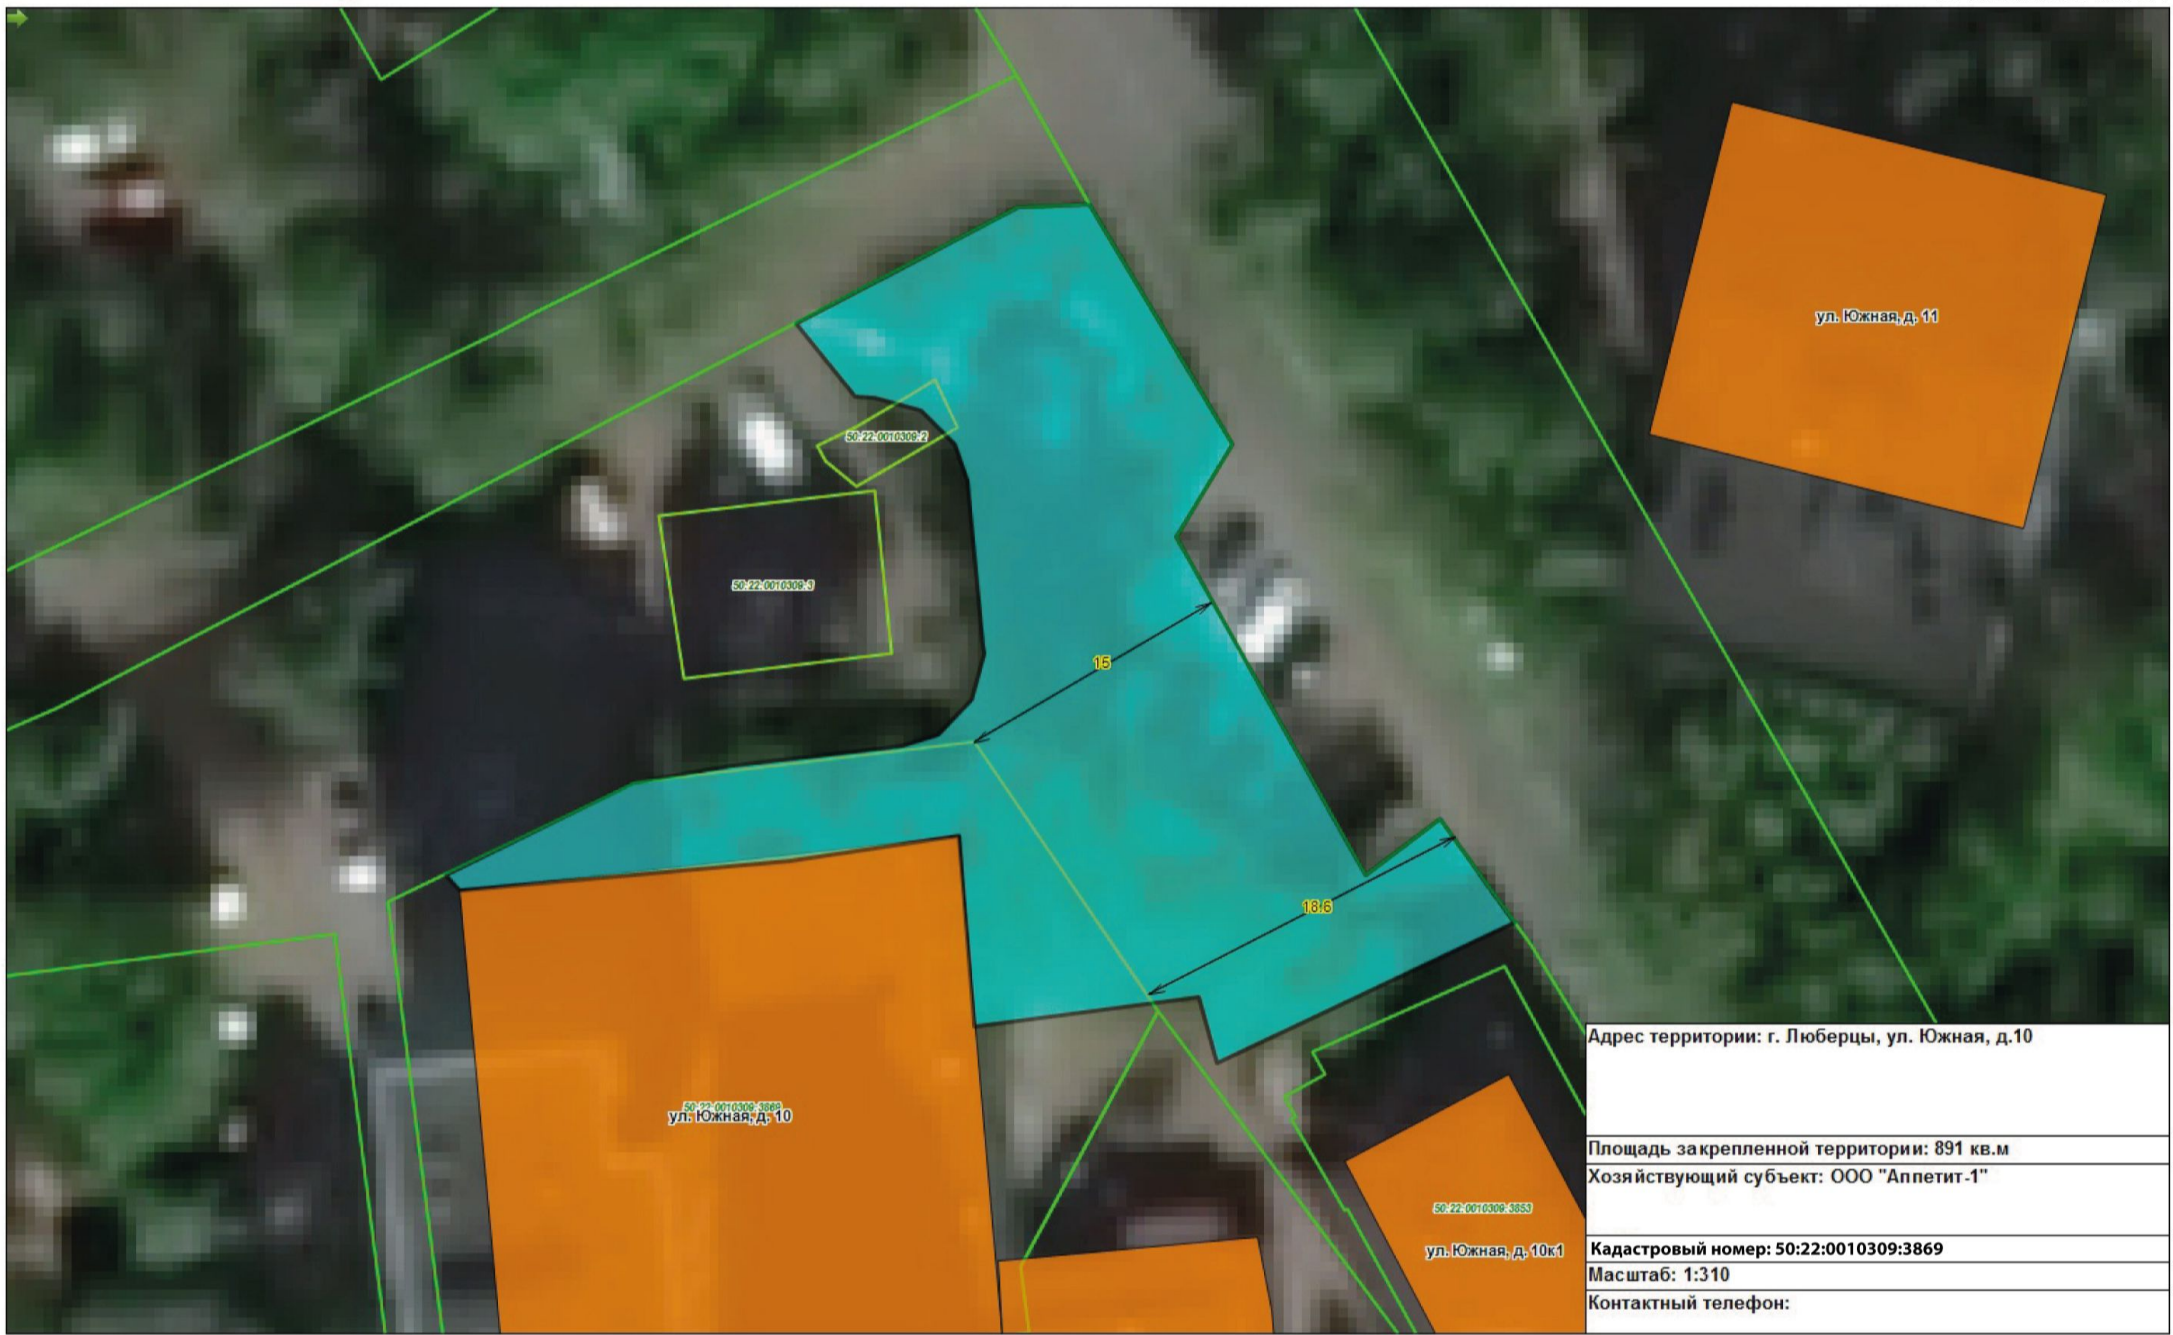 ул. Южная, д. 11
50:22:0010309:2
50:22:0010309:3
15
18.6
Адрес территории: г. Люберцы, ул. Южная, д.10
50:22:0010309:3869
ул. Южная, д. 10
Площадь закрепленной территории: 891 кв.м
Хозяйствующий субъект: ООО "Аппетит-1"
50:22:0010309:3853
ул. Южная, д. 10к1
Кадастровый номер: 50:22:0010309:3869
Масштаб: 1:310
Контактный телефон: